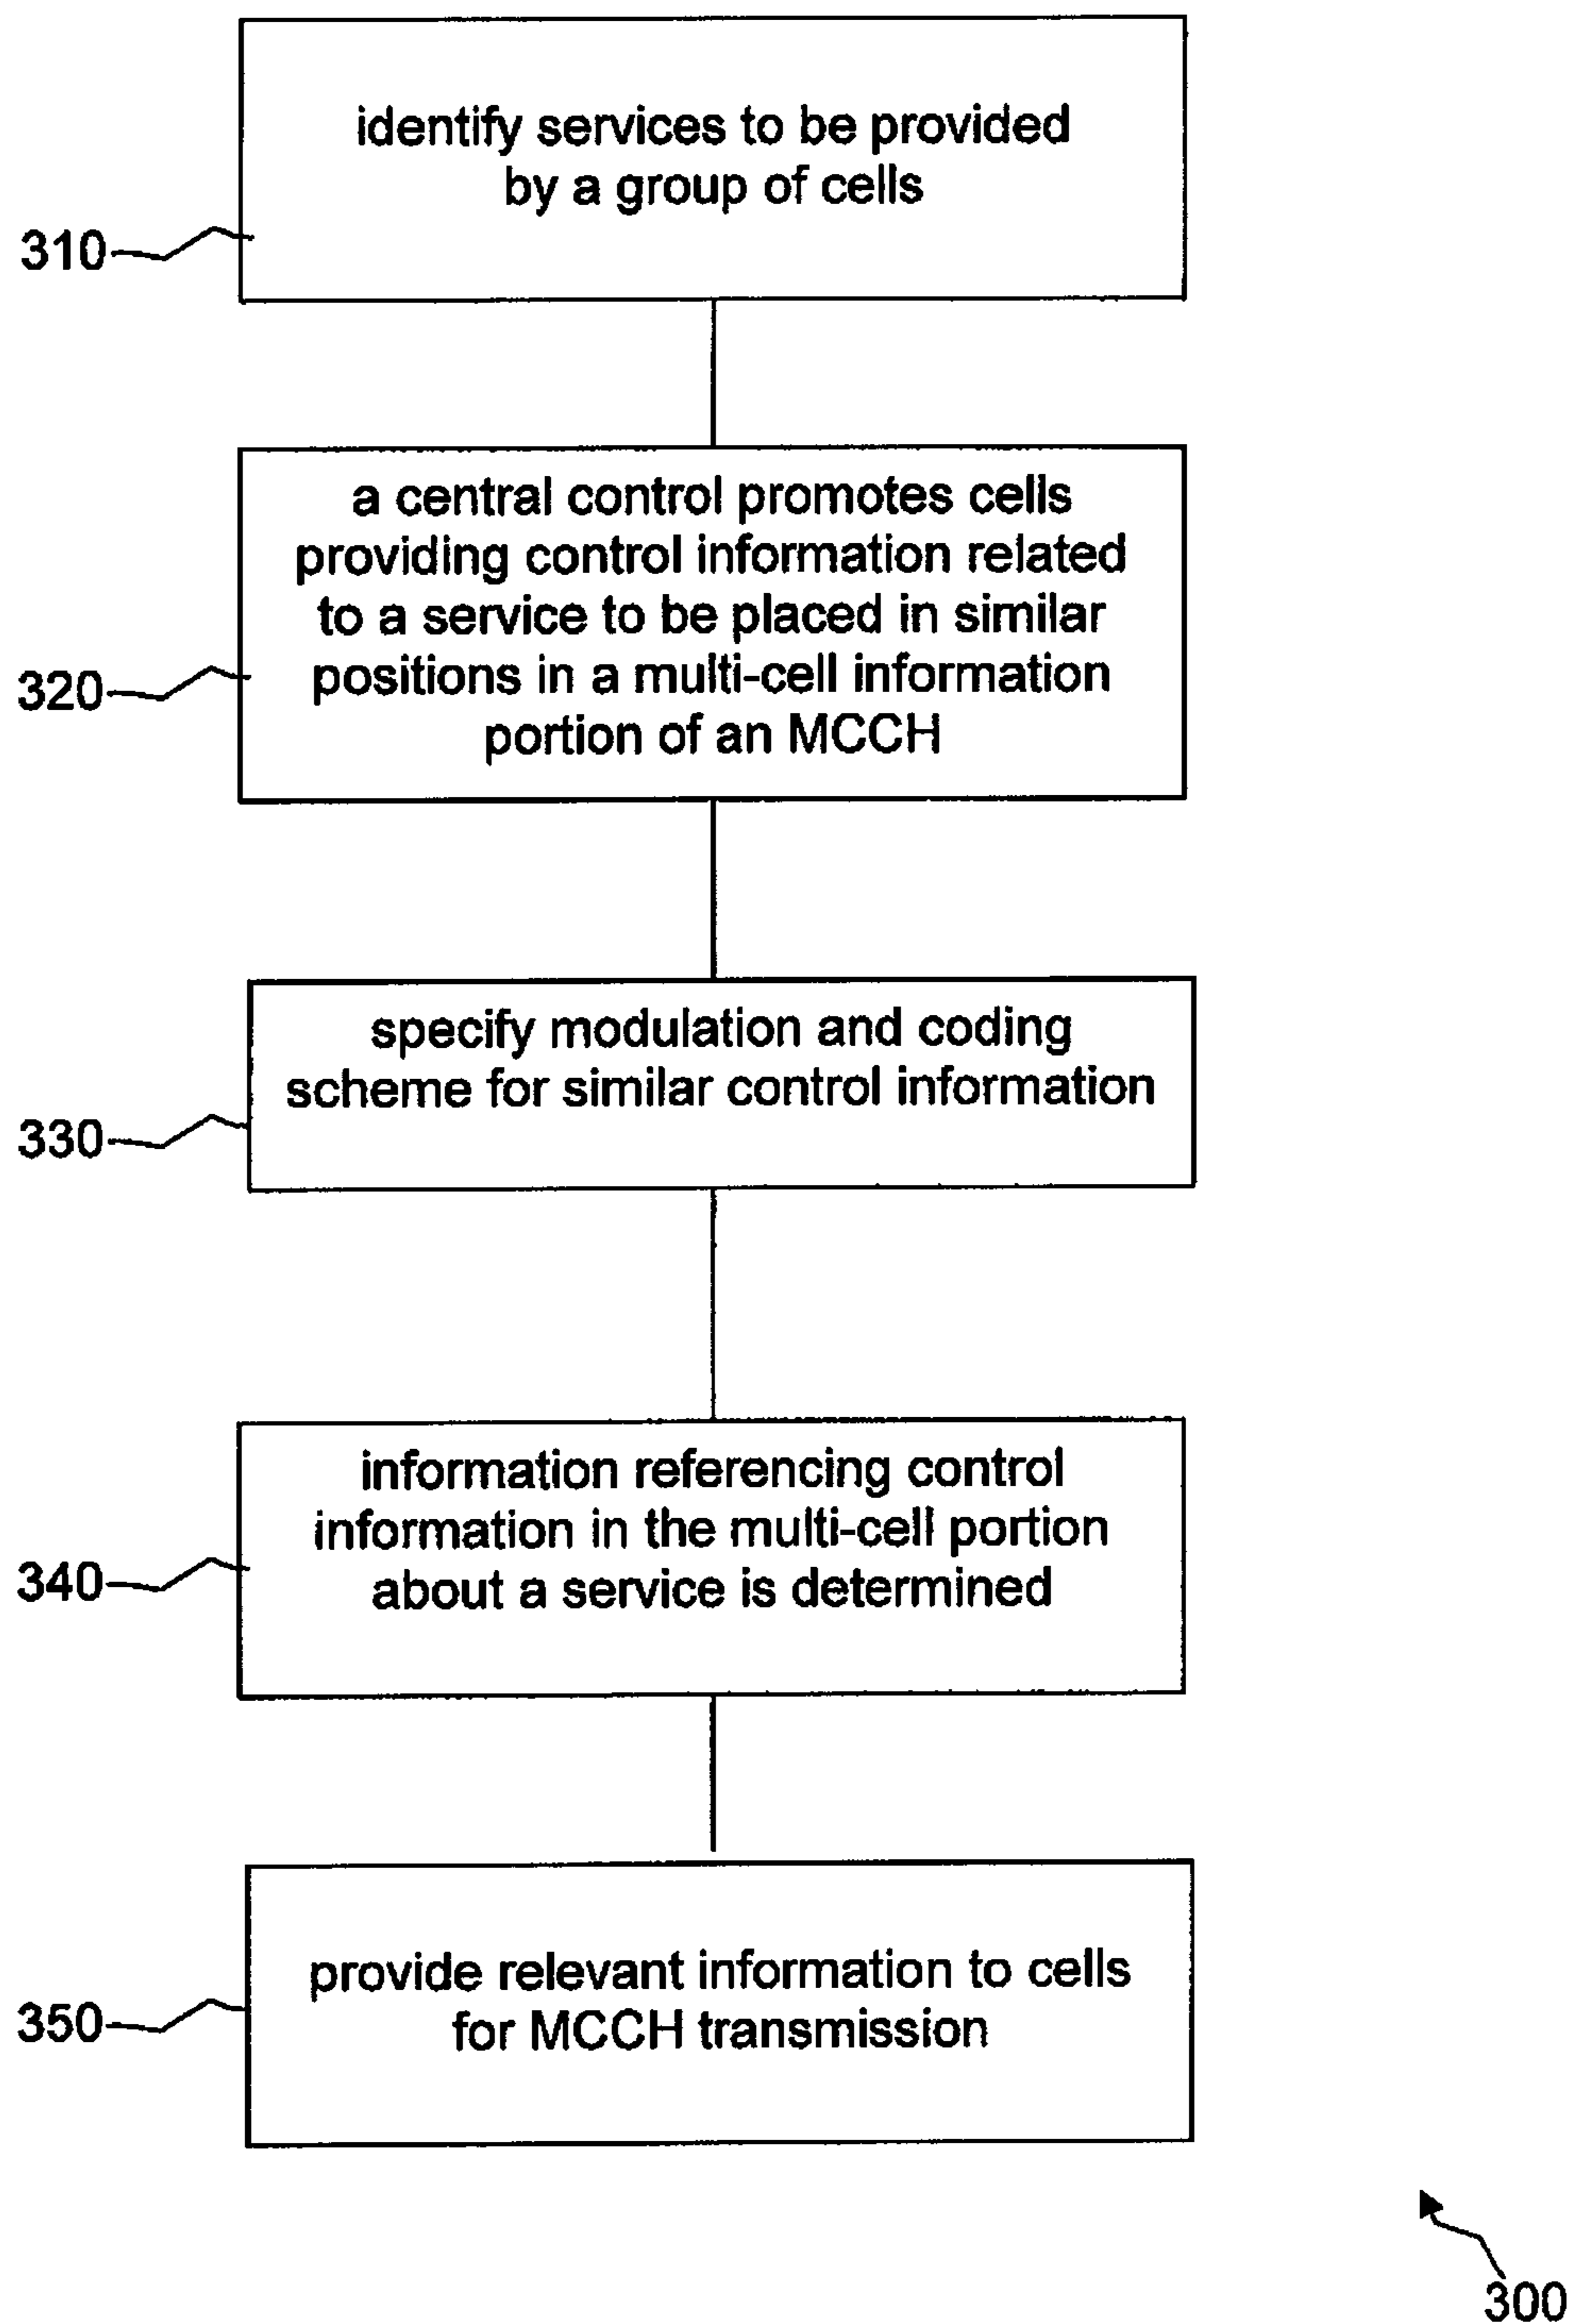 identify services to be provided
by a group of cells
310
a central control promotes cells
providing control information related
to a service to be placed in similar
positions in a multi-cell information
portion of an MCCH
320
specify modulation and coding
scheme for similar control information
330
information referencing control
information in the multi-cell portion
about a service is determined
340
provide relevant information to cells
for MCCH transmission
350
300